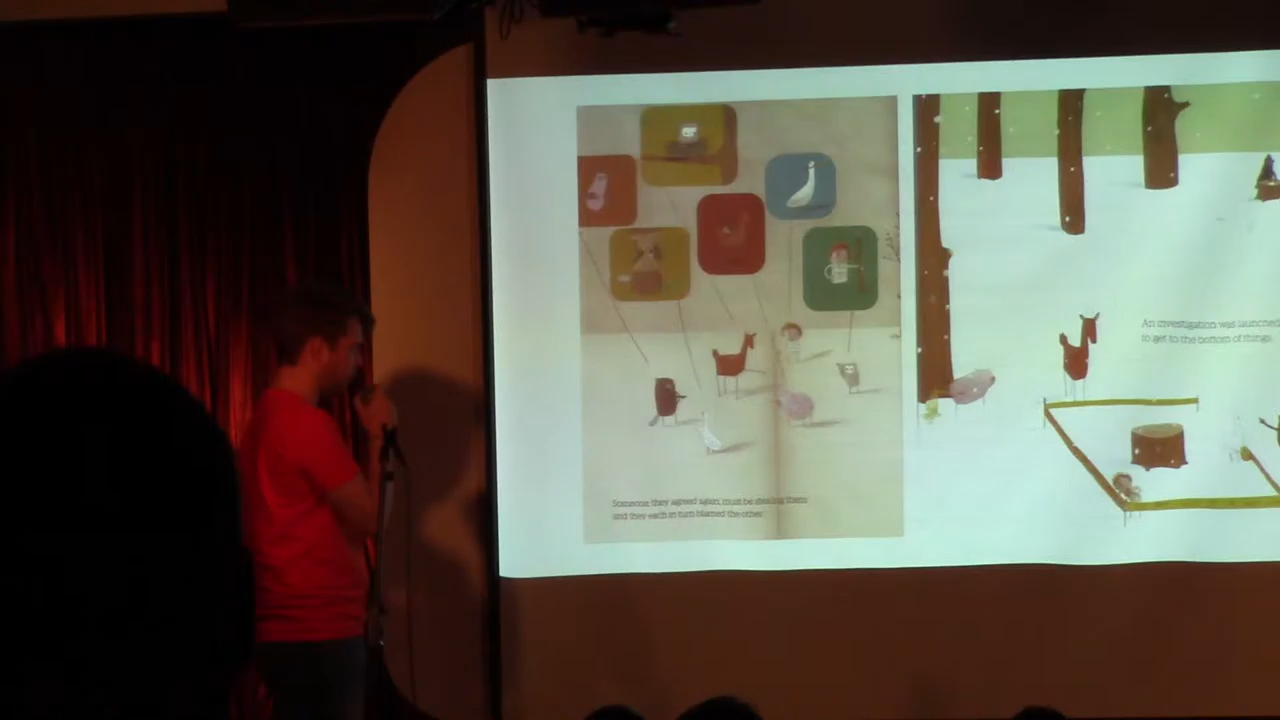 Someone, they agreed again, must be stealing them
and they each in turn blamed the other
An investigation was launched
to get to the bottom of things.